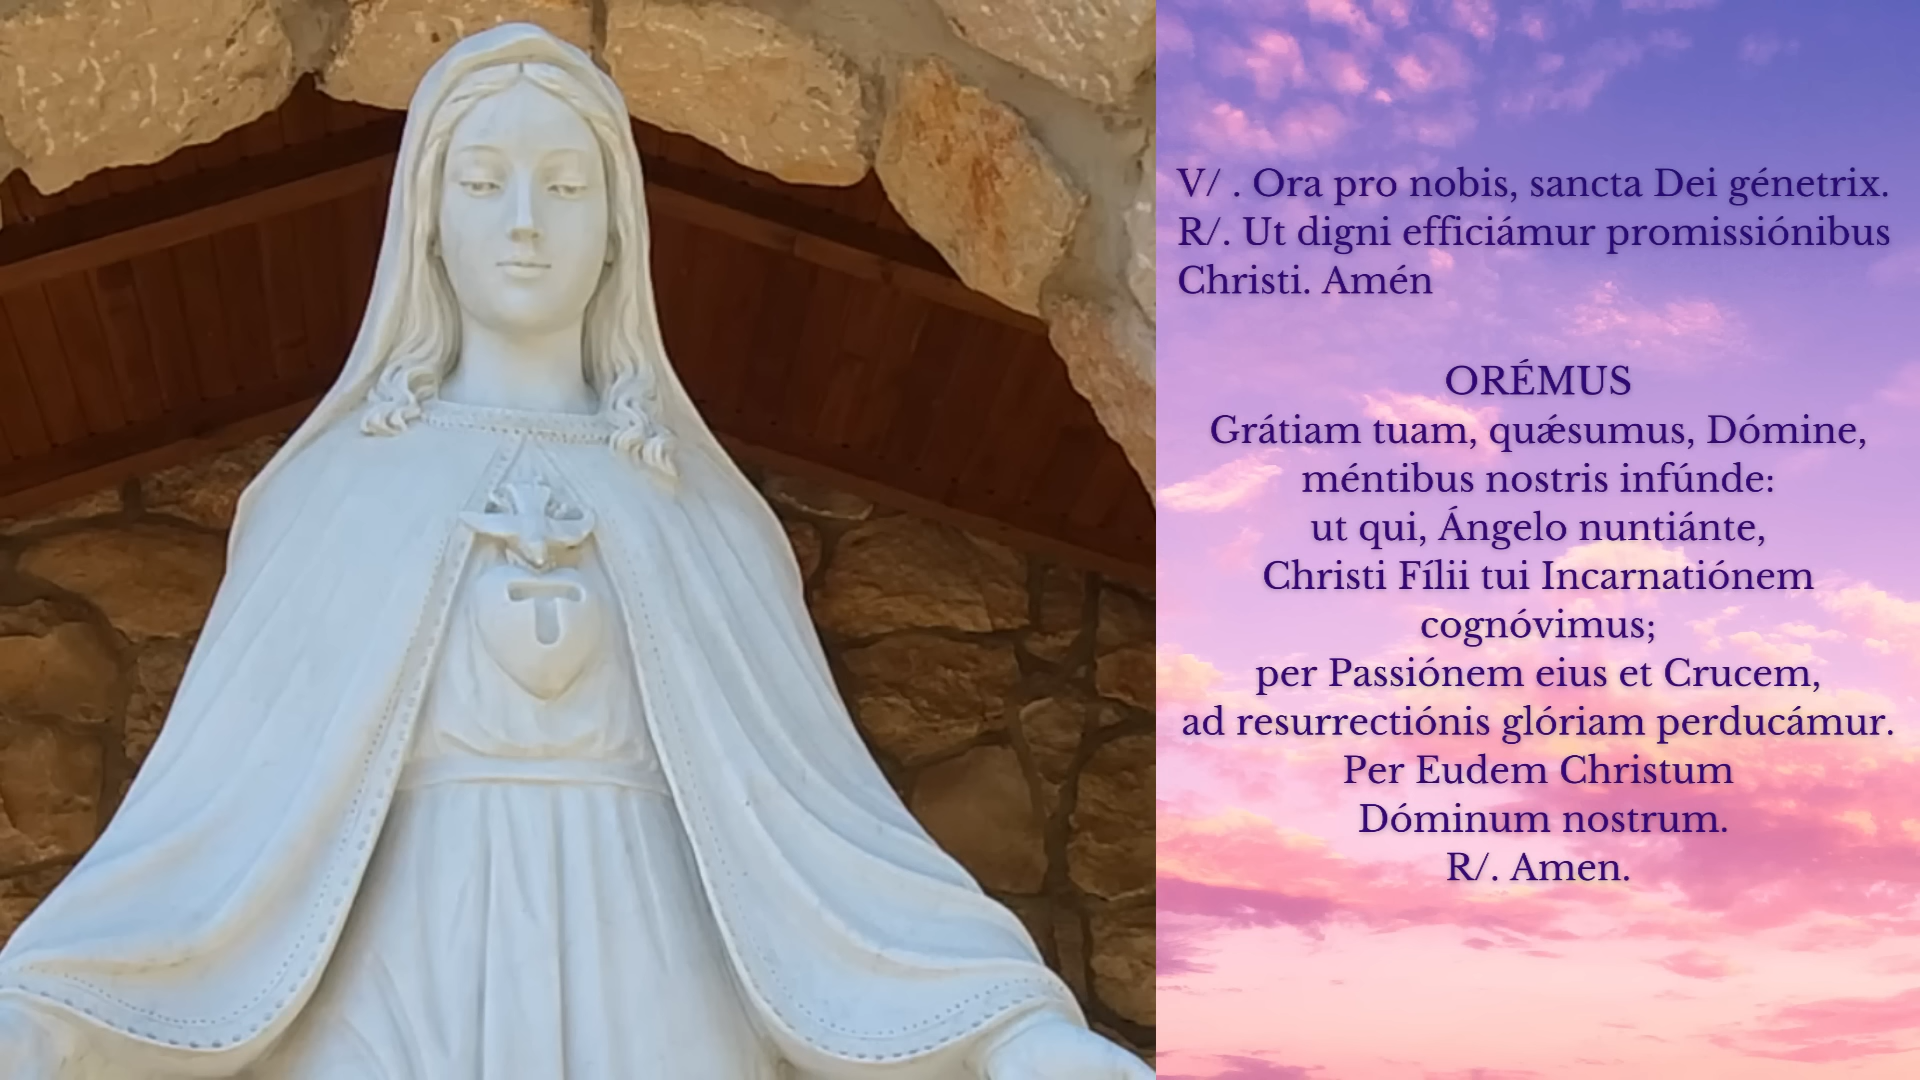 V/ . Ora pro nobis, sancta Dei génetrix.
R/. Ut digni efficiámur promissiónibus
Christi. Amén
ORÉMUS
Grátiam tuam, quǽsumus, Dómine,
méntibus nostris infúnde:
ut qui, Ángelo nuntiánte,
Christi Fílii tui Incarnatiónem
cognóvimus;
per Passiónem eius et Crucem,
ad resurrectiónis glóriam perducámur.
Per Eudem Christum
Dóminum nostrum.
R/. Amen.